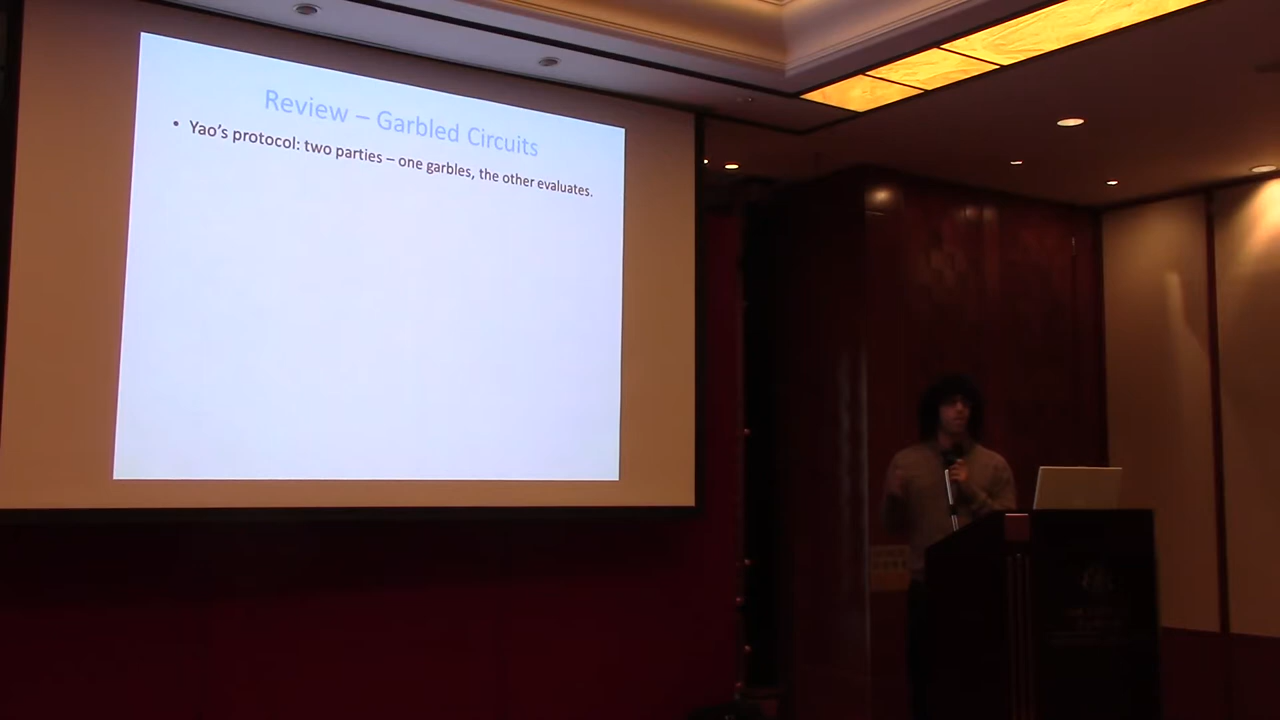 Review – Garbled Circuits
• Yao's protocol: two parties – one garbles, the other evaluates.